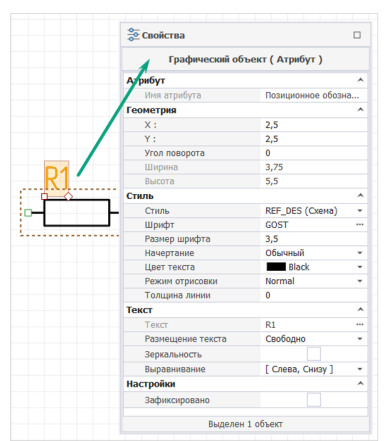 Свойства
Графический объект ( Атрибут )
Атрибут
Имя атрибута Позиционное обозна...
Геометрия
X : 2,5
Y : 2,5
Угол поворота 0
Ширина 3,75
Высота 5,5
Стиль
Стиль REF_DES (Схема)
Шрифт GOST ...
Размер шрифта 3,5
Начертание Обычный
Цвет текста Black
Режим отрисовки Normal
Толщина линии 0
Текст
Текст R1 ...
Размещение текста Свободно
Зеркальность
Выравнивание [ Слева, Снизу ]
Настройки
Зафиксировано
Выделен 1 объект
R1